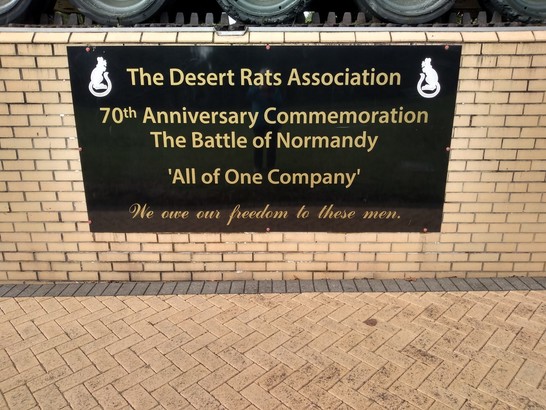 The Desert Rats Association
70th Anniversary Commemoration
The Battle of Normandy
'All of One Company'
We owe our freedom to these men.